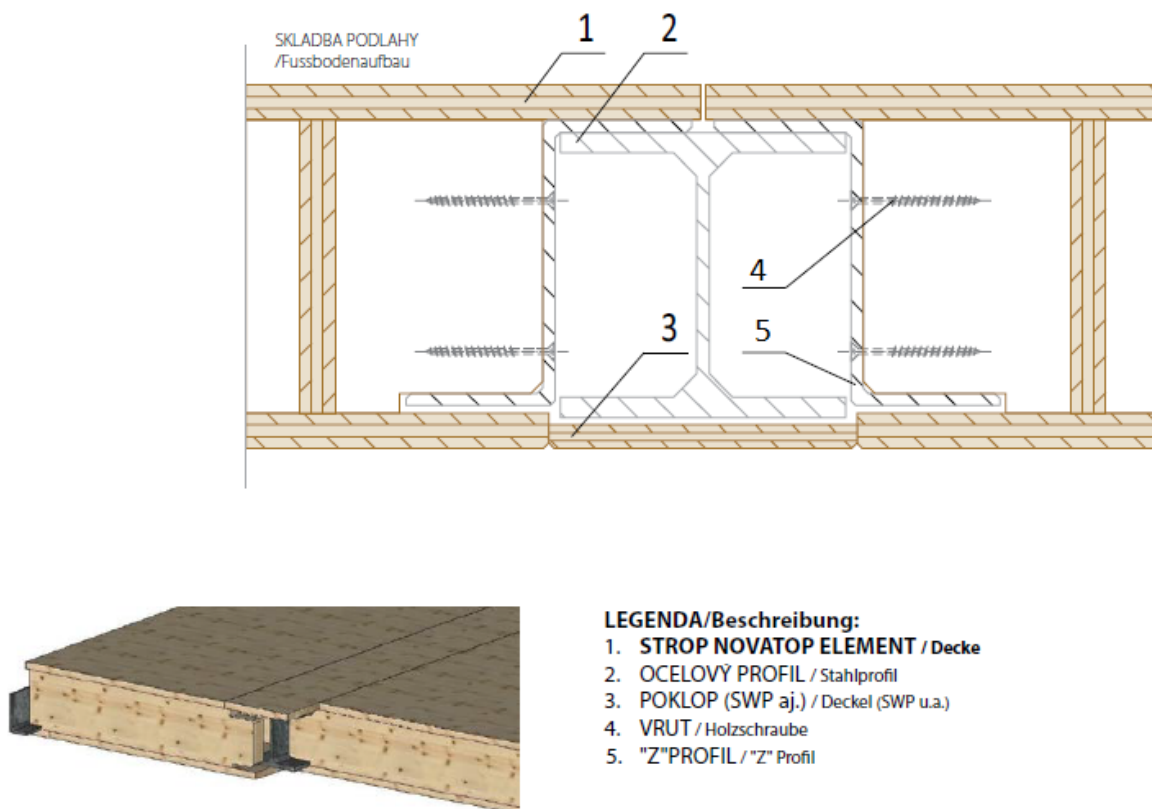 SKLADBA PODLAHY
/Fussbodenaufbau
1
2
3
4
5
LEGENDA/Beschreibung:
1. STROP NOVATOP ELEMENT / Decke
2. OCELOVÝ PROFIL / Stahlprofil
3. POKLOP (SWP aj.) / Deckel (SWP u.a.)
4. VRUT / Holzschraube
5. "Z"PROFIL / "Z" Profil